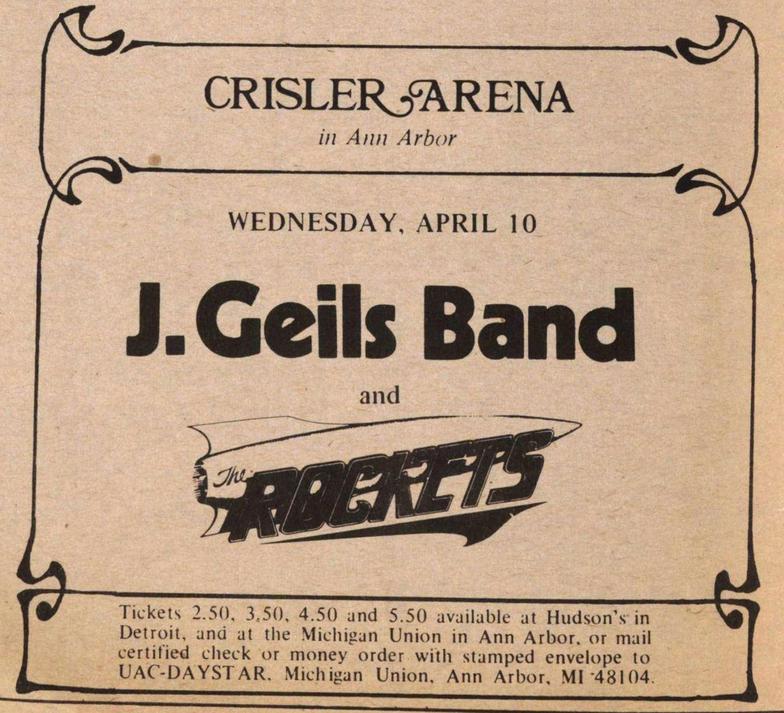 CRISLER ARENA
in Ann Arbor
WEDNESDAY, APRIL 10
J. Geils Band
and
The ROCKETS
Tickets 2.50, 3.50, 4.50 and 5.50 available at Hudson's in
Detroit, and at the Michigan Union in Ann Arbor, or mail
certified check or money order with stamped envelope to
UAC-DAYSTAR, Michigan Union, Ann Arbor, MI 48104.